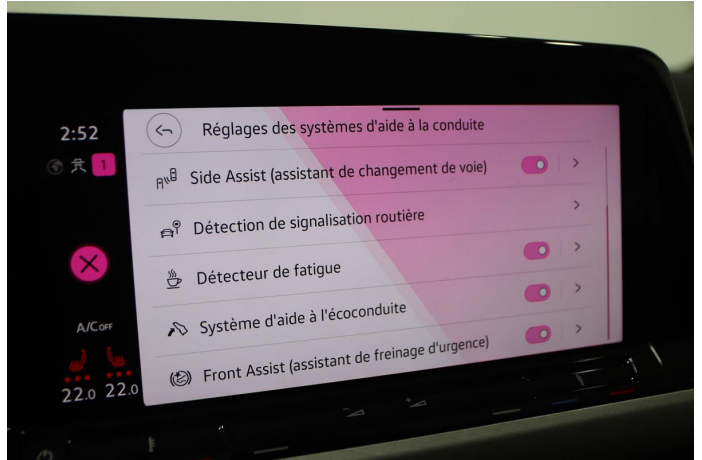 2:52
1
Réglages des systèmes d'aide à la conduite
Side Assist (assistant de changement de voie)
Détection de signalisation routière
Détecteur de fatigue
Système d'aide à l'écoconduite
Front Assist (assistant de freinage d'urgence)
A/C OFF
22.0 22.0